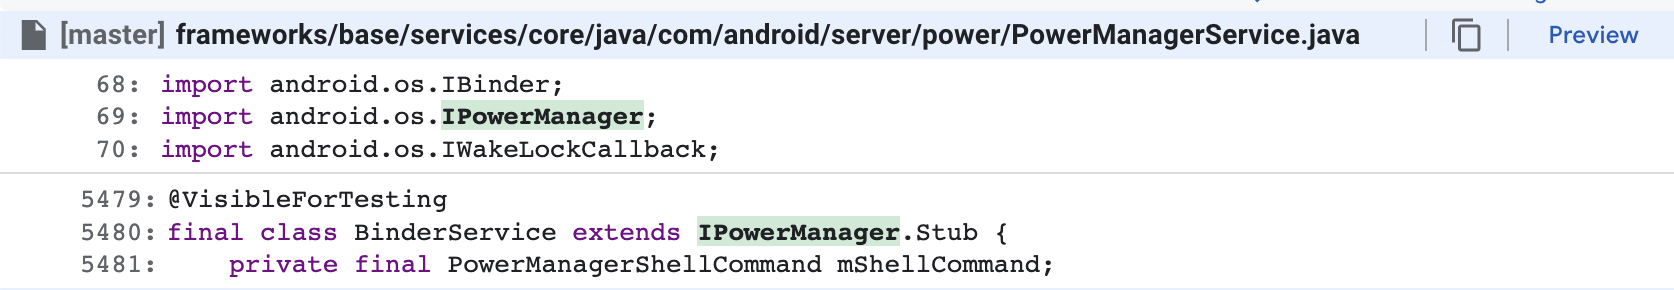 [master] frameworks/base/services/core/java/com/android/server/power/PowerManagerService.java Preview
68: import android.os.IBinder;
69: import android.os.IPowerManager;
70: import android.os.IWakeLockCallback;
5479: @VisibleForTesting
5480: final class BinderService extends IPowerManager.Stub {
5481:     private final PowerManagerShellCommand mShellCommand;